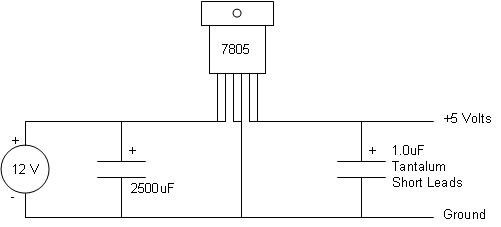 7805
+5 Volts
+
+
+
12 V
-
2500uF
1.0uF
Tantalum
Short Leads
Ground